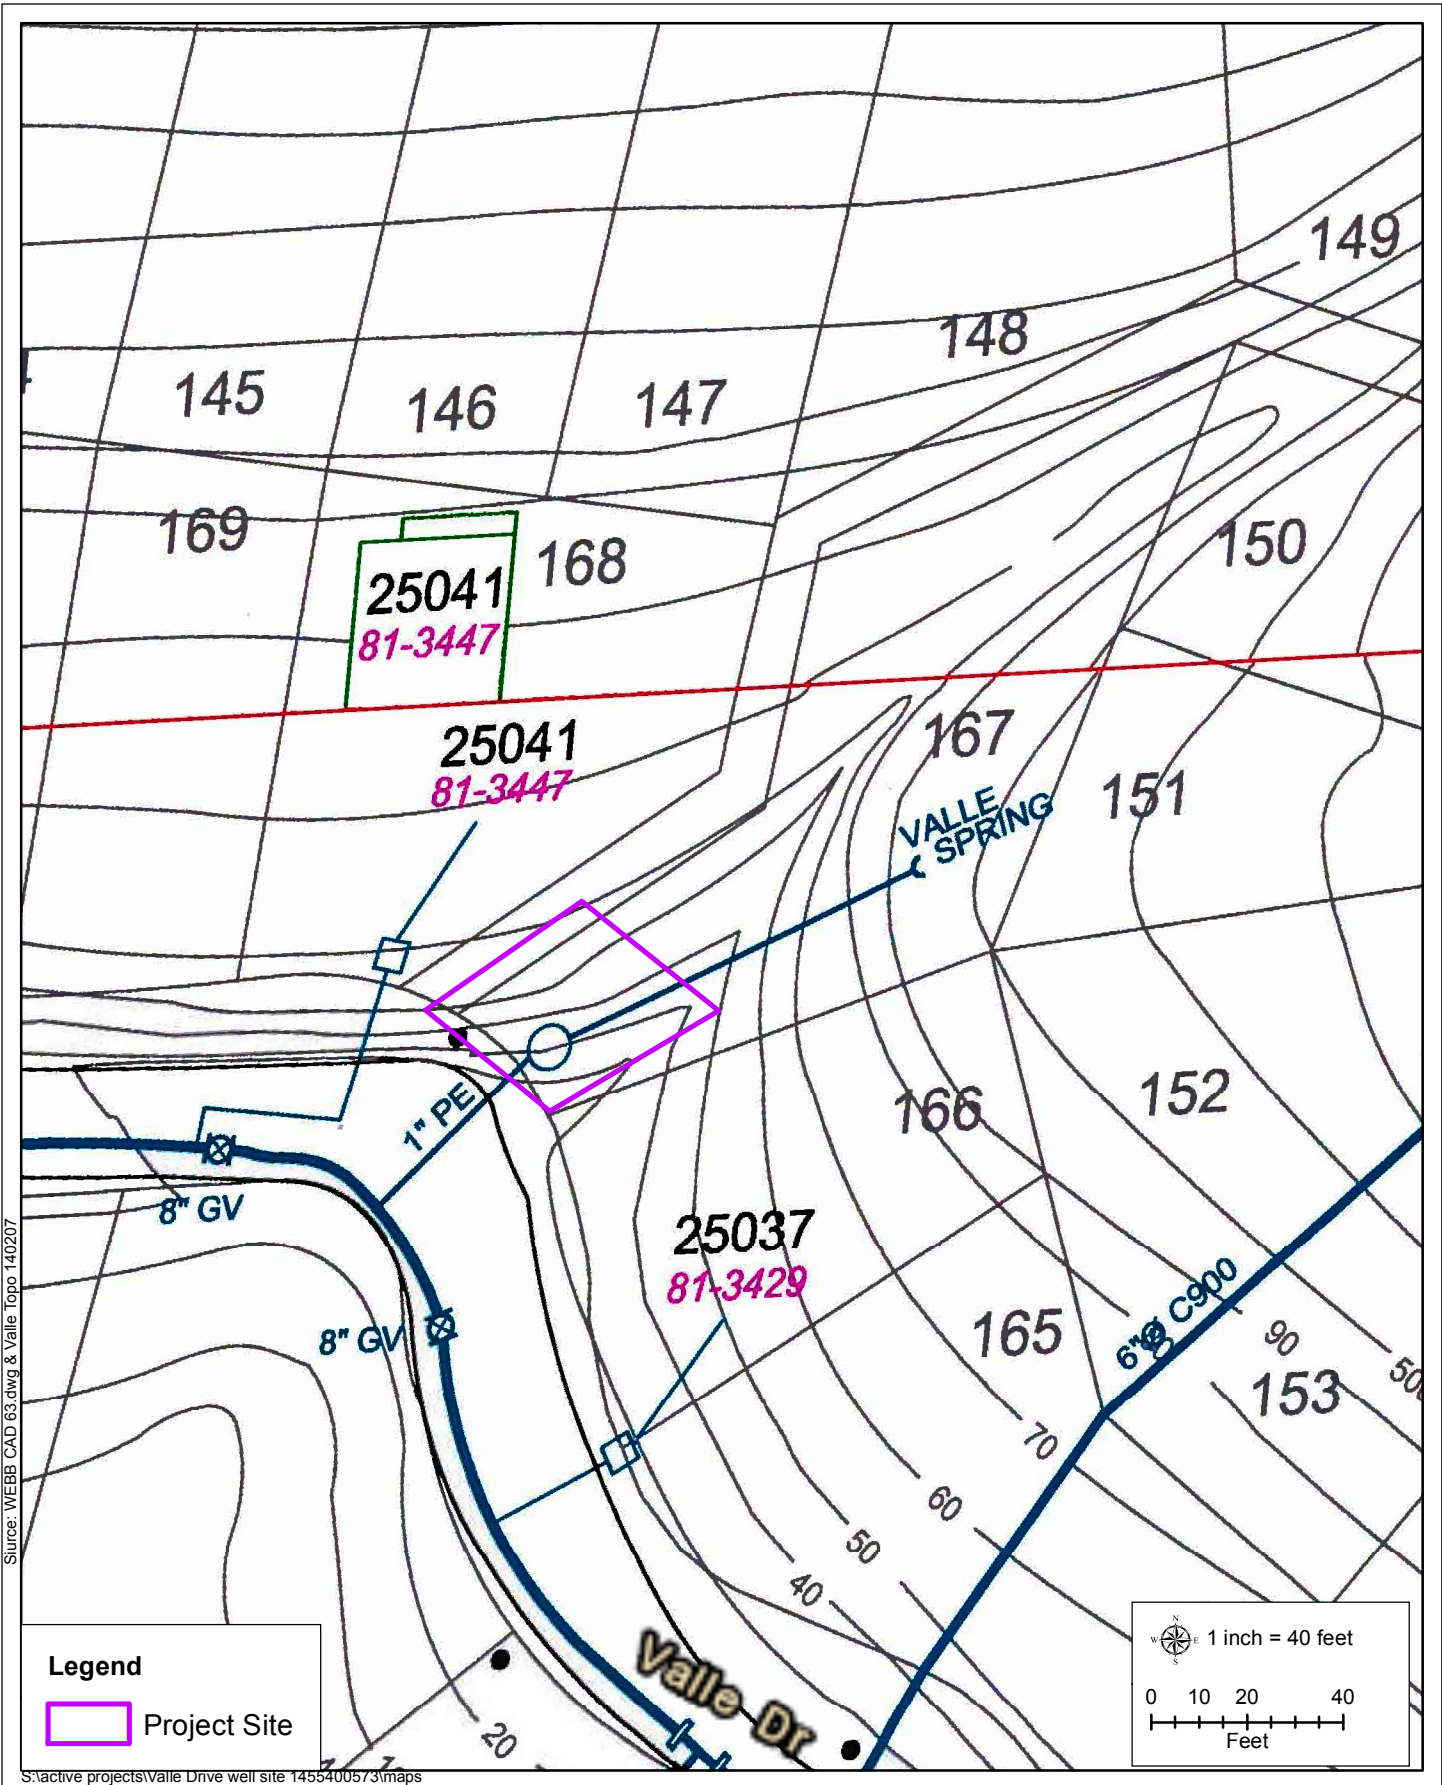 149
148
145
146
147
169
168
150
25041
81-3447
25041
81-3447
167
151
VALLE
SPRING
1" PE
166
152
8" GV
25037
81-3429
8" GV
165
6"Ø C900
90
153
70
60
50
40
20
Valle Dr
Legend
Project Site
N
W
E
S
1 inch = 40 feet
0 10 20 40
Feet
Siurce: WEBB CAD 63.dwg & Valle Topo 140207
S:\active projects\Valle Drive well site 1455400573\maps